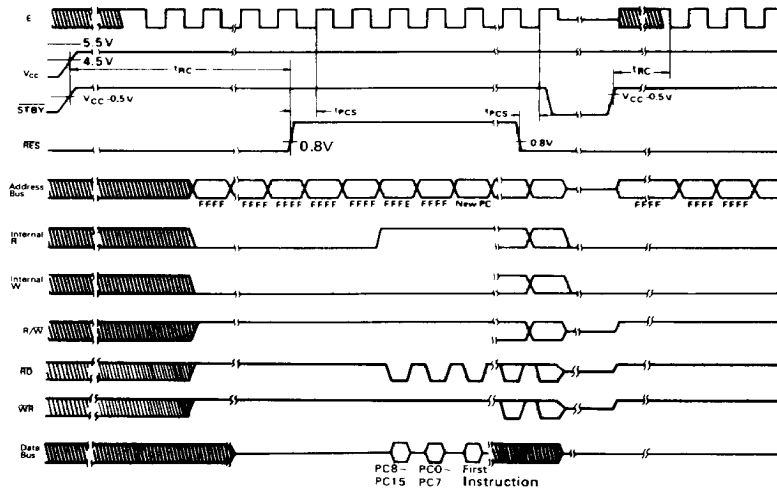 E
5.5V
4.5V
VCC
tRC
tRC
VCC-0.5V
VCC-0.5V
STBY
tPCS
tPCS
0.8V
0.8V
RES
Address
Bus
FFFF FFFF FFFF FFFF FFFF FFFE FFFF New PC FFFF FFFF FFFF
Internal
R
Internal
W
R/W
RD
WR
Data
Bus
PC8~ PC0~ First
PC15 PC7 Instruction